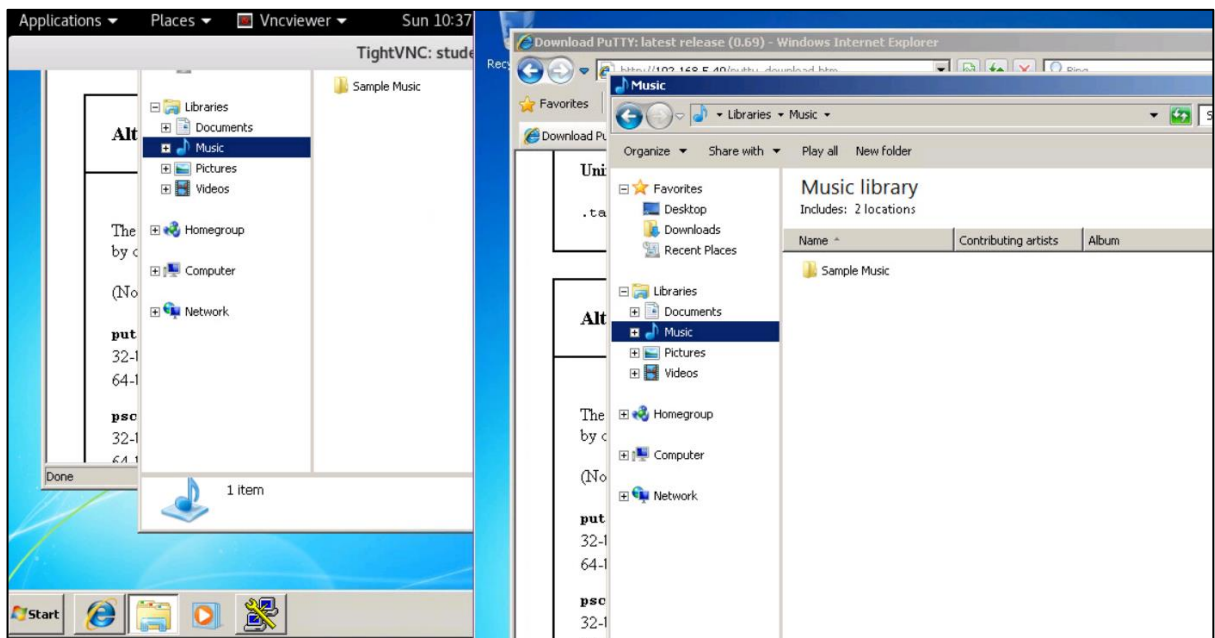 Applications Places Vncviewer Sun 10:37
TightVNC: stude
Sample Music
Libraries
Documents
Music
Pictures
Videos
Homegroup
Computer
Network
Alt
The
by c
(No
put
32-l
64-l
psc
32-l
Done
1 item
Start
Recy
Download PuTTY: latest release (0.69) - Windows Internet Explorer
Bing
Favorites
Download Pu
Music
Libraries Music
Organize Share with Play all New folder
Favorites
Desktop
Downloads
Recent Places
Libraries
Documents
Music
Pictures
Videos
Homegroup
Computer
Network
Music library
Includes: 2 locations
Name Contributing artists Album
Sample Music
Uni
.ta
Alt
The
by c
(No
put
32-l
64-l
psc
32-l